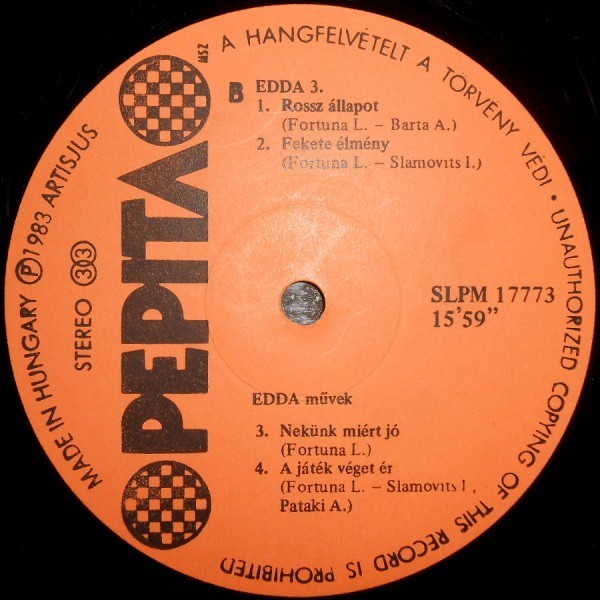 A HANGFELVÉTELT A TÖRVÉNY VÉDI • UNAUTHORIZED COPYING OF THIS RECORD IS PROHIBITED
MADE IN HUNGARY Ⓟ 1983 ARTISJUS
STEREO 33
PEPITA
MSZ
B
EDDA 3.
1. Rossz állapot
(Fortuna L. – Barta A.)
2. Fekete élmény
(Fortuna L. – Slamovits I.)
SLPM 17773
15'59"
EDDA művek
3. Nekünk miért jó
(Fortuna L.)
4. A játék véget ér
(Fortuna L. – Slamovits I,
Pataki A.)